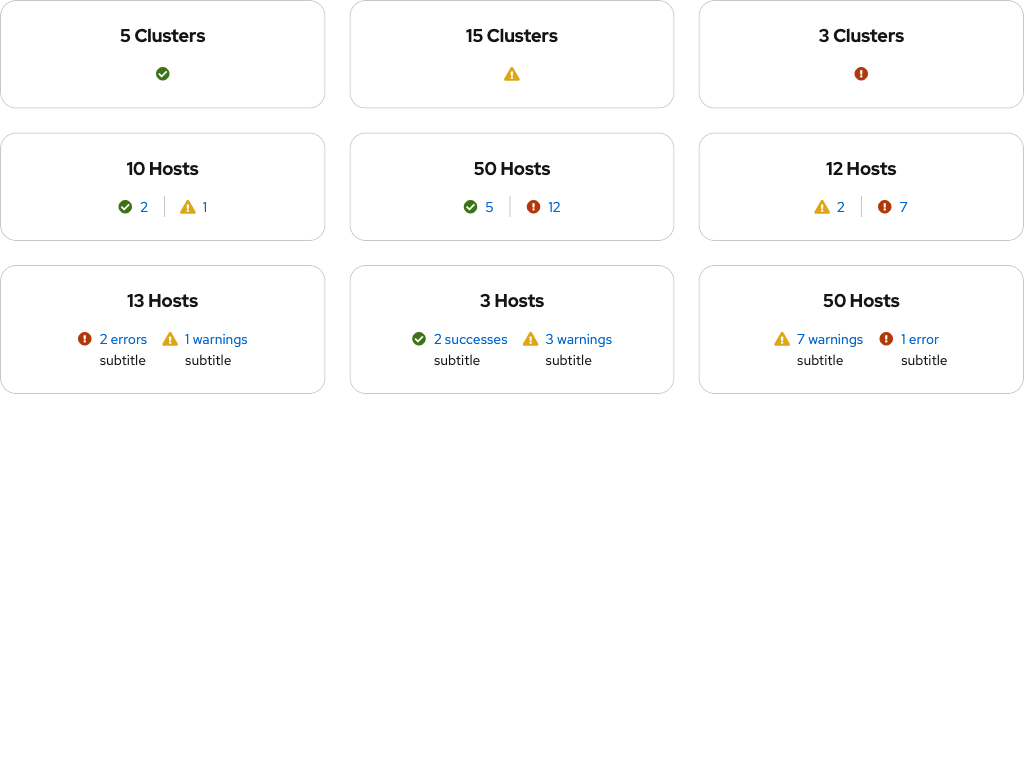 5 Clusters
15 Clusters
3 Clusters
10 Hosts
2
1
50 Hosts
5
12
12 Hosts
2
7
13 Hosts
2 errors
subtitle
1 warnings
subtitle
3 Hosts
2 successes
subtitle
3 warnings
subtitle
50 Hosts
7 warnings
subtitle
1 error
subtitle